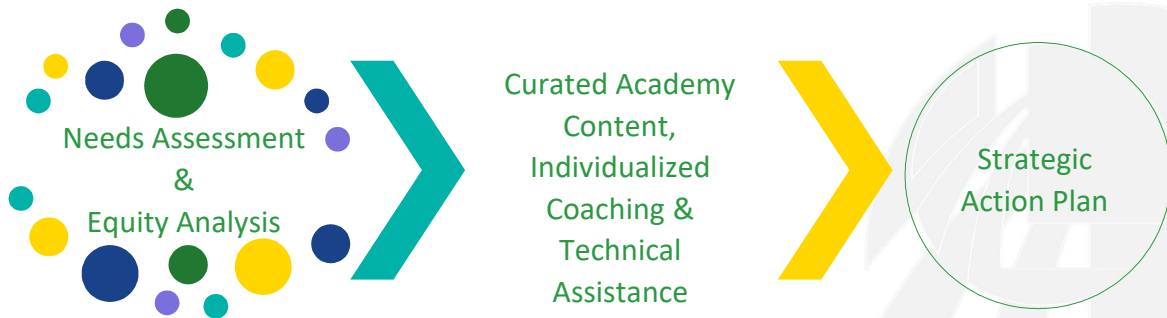 Needs Assessment
&
Equity Analysis
Curated Academy
Content,
Individualized
Coaching &
Technical
Assistance
Strategic
Action Plan